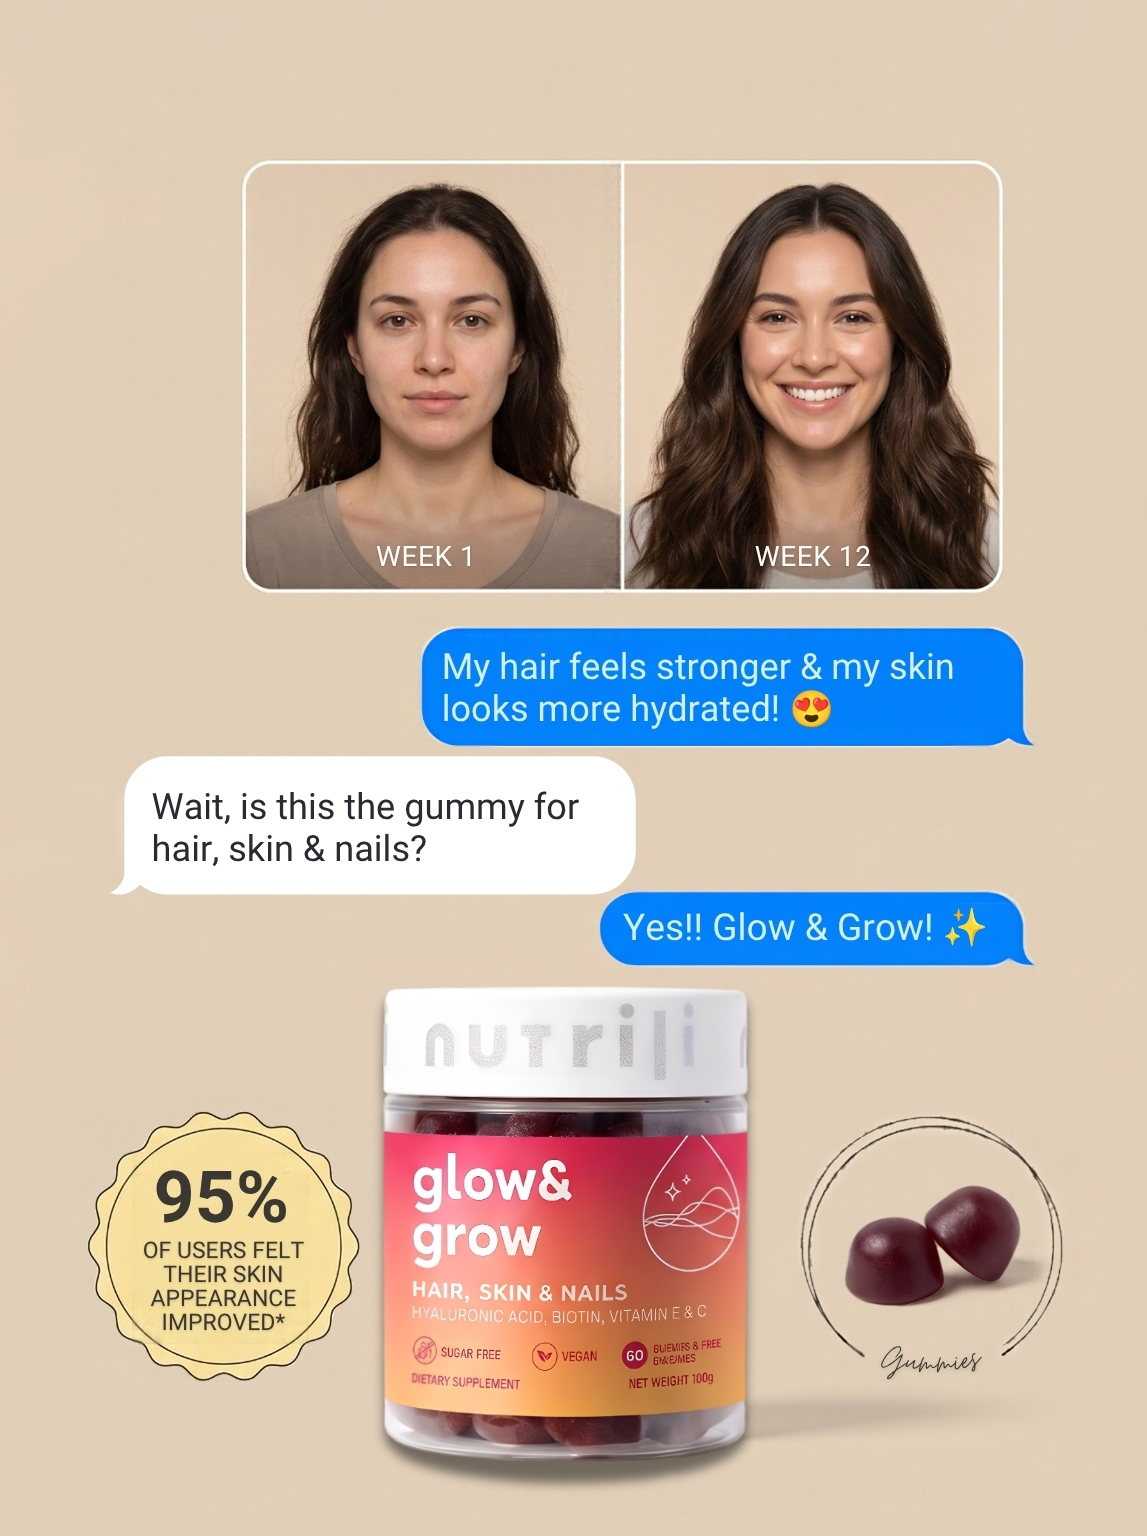 WEEK 1
WEEK 12
My hair feels stronger & my skin
looks more hydrated! 😍
Wait, is this the gummy for
hair, skin & nails?
Yes!! Glow & Grow! ✨
nutrili
95%
OF USERS FELT
THEIR SKIN
APPEARANCE
IMPROVED*
glow&
grow
HAIR, SKIN & NAILS
HYALURONIC ACID, BIOTIN, VITAMIN E & C
SUGAR FREE
VEGAN
60
& FREE
DIETARY SUPPLEMENT
NET WEIGHT 100g
Gummies